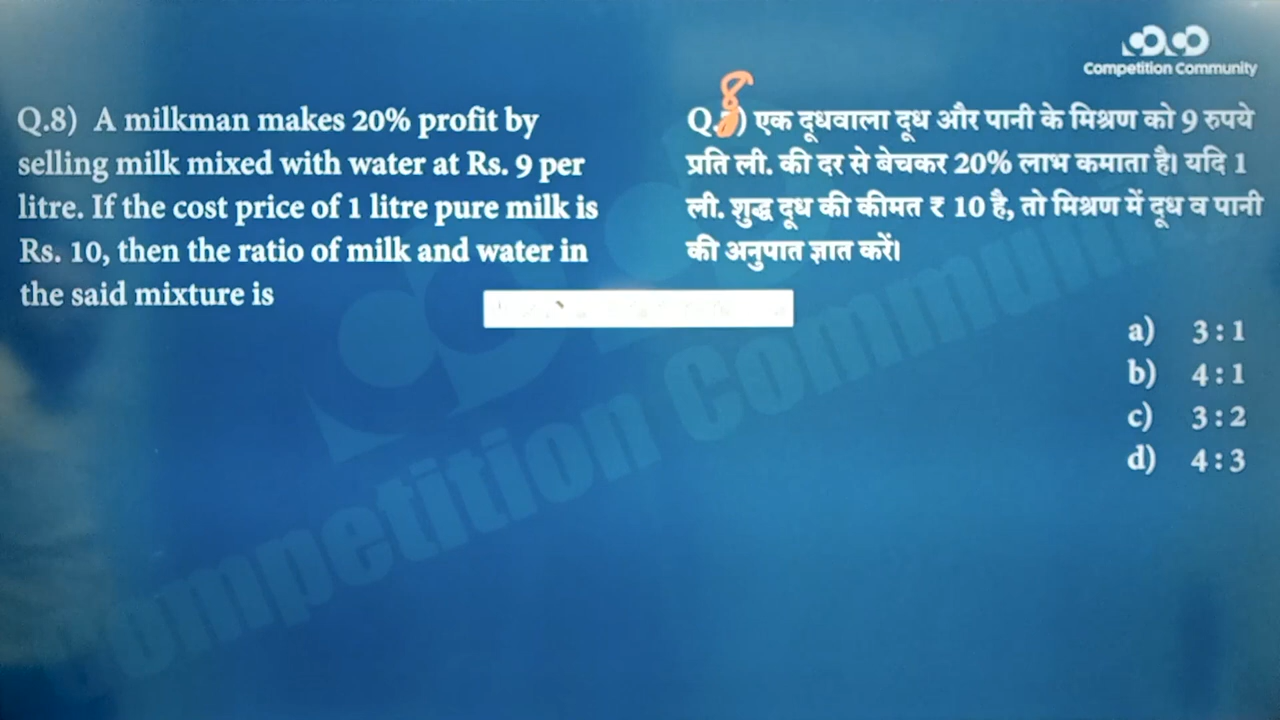 Competition Community
Q.8) A milkman makes 20% profit by
selling milk mixed with water at Rs. 9 per
litre. If the cost price of 1 litre pure milk is
Rs. 10, then the ratio of milk and water in
the said mixture is
8
Q.) एक दूधवाला दूध और पानी के मिश्रण को 9 रुपये
प्रति ली. की दर से बेचकर 20% लाभ कमाता है। यदि 1
ली. शुद्ध दूध की कीमत ₹ 10 है, तो मिश्रण में दूध व पानी
की अनुपात ज्ञात करें।
a) 3 : 1
b) 4 : 1
c) 3 : 2
d) 4 : 3
Competition Community